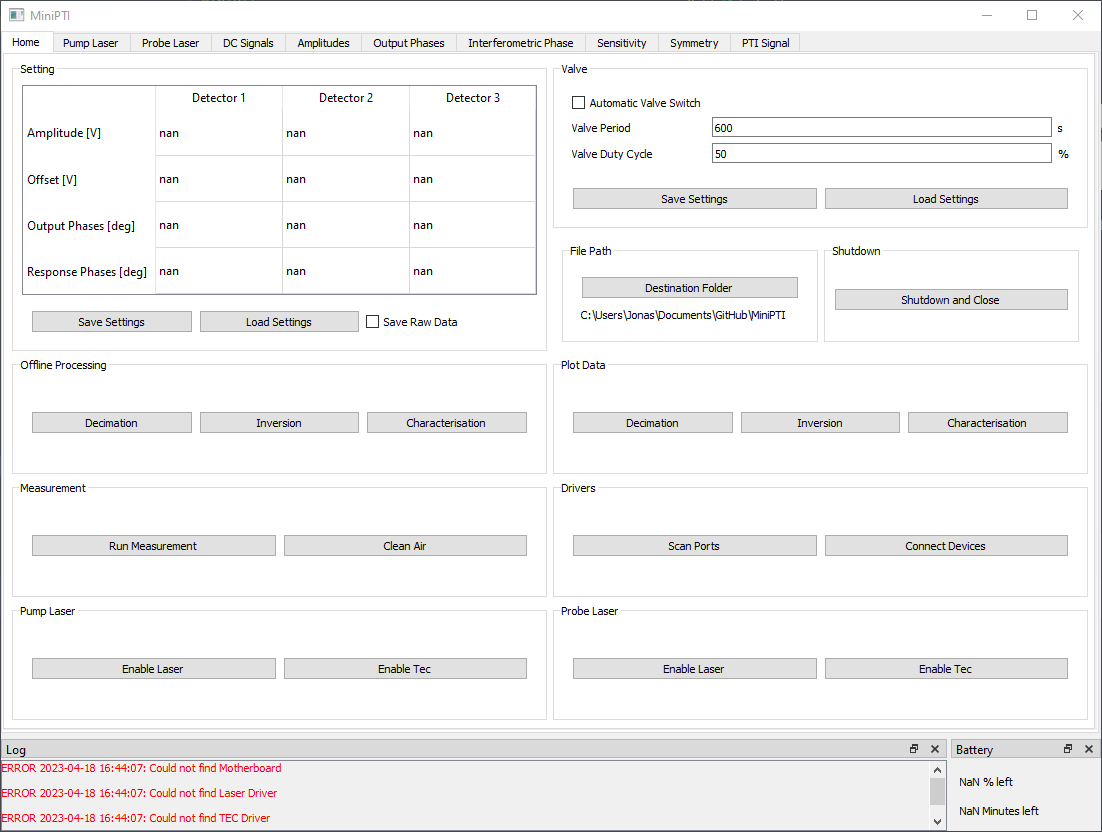 MiniPTI
Home Pump Laser Probe Laser DC Signals Amplitudes Output Phases Interferometric Phase Sensitivity Symmetry PTI Signal
Setting
Detector 1 Detector 2 Detector 3
Amplitude [V] nan nan nan
Offset [V] nan nan nan
Output Phases [deg] nan nan nan
Response Phases [deg] nan nan nan
Save Settings Load Settings Save Raw Data
Valve
Automatic Valve Switch
Valve Period 600 s
Valve Duty Cycle 50 %
Save Settings Load Settings
File Path
Destination Folder
C:\Users\Jonas\Documents\GitHub\MiniPTI
Shutdown
Shutdown and Close
Offline Processing
Decimation Inversion Characterisation
Plot Data
Decimation Inversion Characterisation
Measurement
Run Measurement Clean Air
Drivers
Scan Ports Connect Devices
Pump Laser
Enable Laser Enable Tec
Probe Laser
Enable Laser Enable Tec
Log
ERROR 2023-04-18 16:44:07: Could not find Motherboard
ERROR 2023-04-18 16:44:07: Could not find Laser Driver
ERROR 2023-04-18 16:44:07: Could not find TEC Driver
Battery
NaN % left
NaN Minutes left